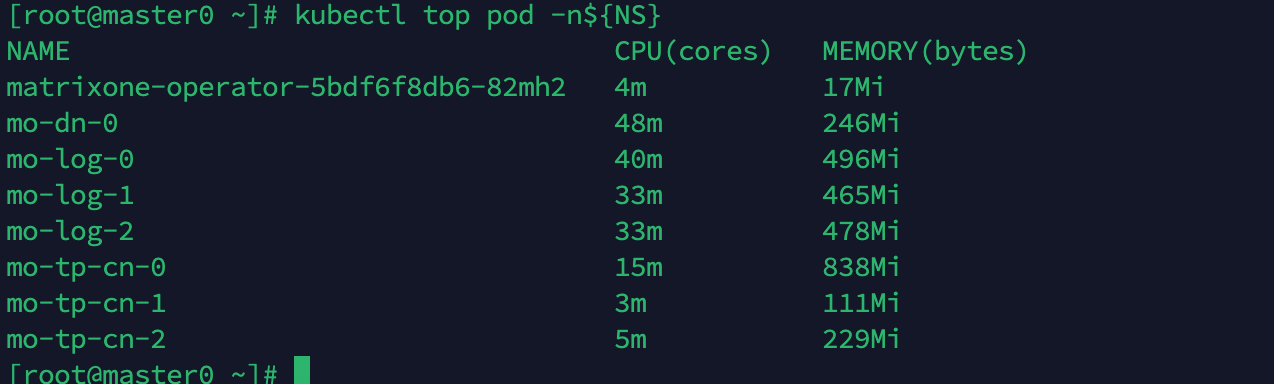 [root@master0 ~]# kubectl top pod -n${NS}
NAME CPU(cores) MEMORY(bytes)
matrixone-operator-5bdf6f8db6-82mh2 4m 17Mi
mo-dn-0 48m 246Mi
mo-log-0 40m 496Mi
mo-log-1 33m 465Mi
mo-log-2 33m 478Mi
mo-tp-cn-0 15m 838Mi
mo-tp-cn-1 3m 111Mi
mo-tp-cn-2 5m 229Mi
[root@master0 ~]#